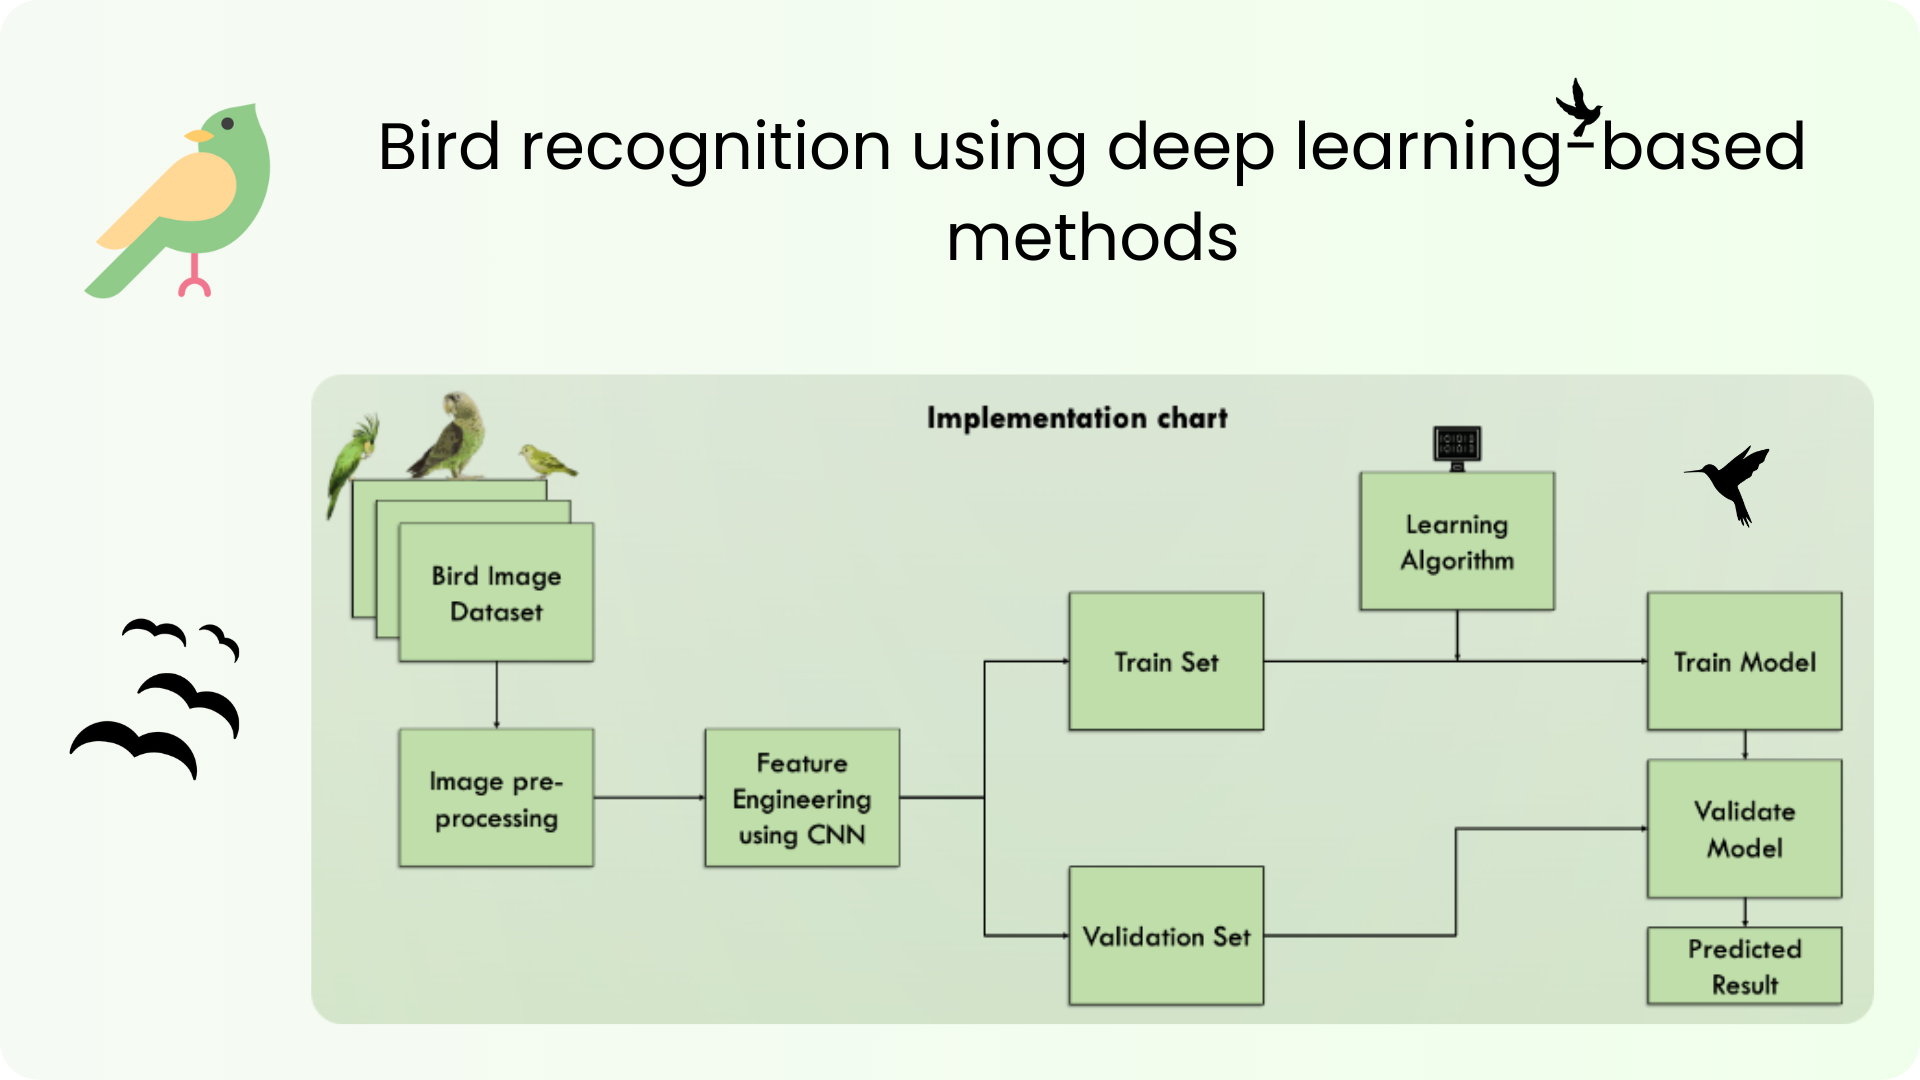 Bird recognition using deep learning-based
methods
Implementation chart
Bird Image
Dataset
Image pre-
processing
Feature
Engineering
using CNN
Train Set
Validation Set
Learning
Algorithm
Train Model
Validate
Model
Predicted
Result